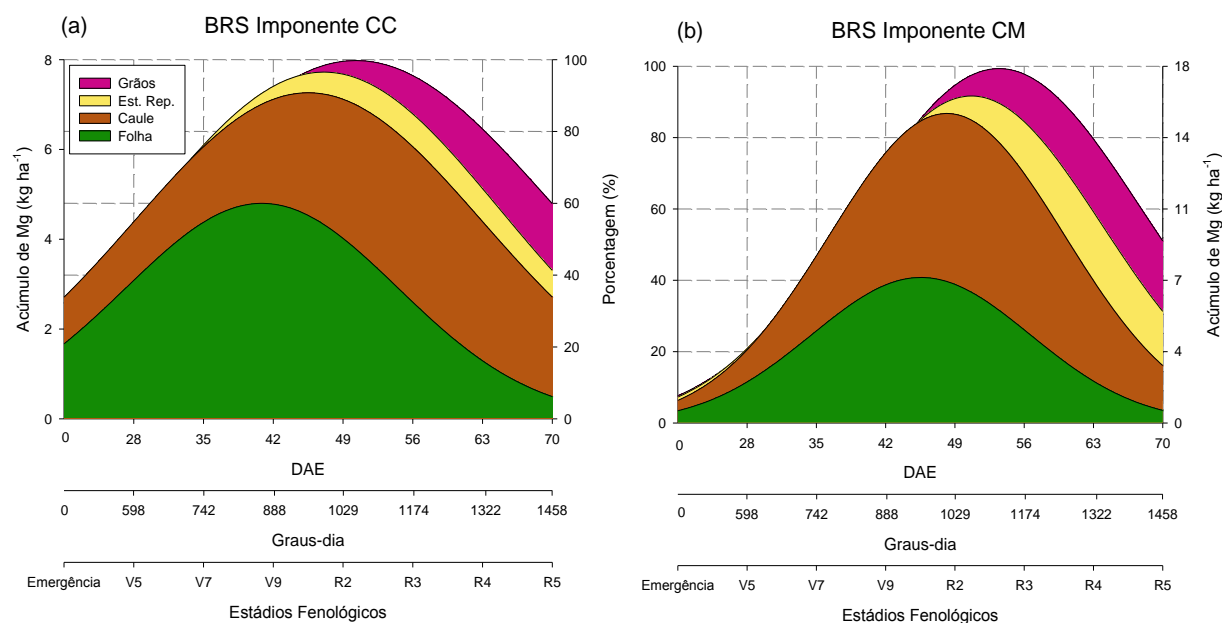 (a)
BRS Imponente CC
Grãos
Est. Rep.
Caule
Folha
Acúmulo de Mg (kg ha-1)
8
6
4
2
0
100
80
60
40
20
0
Porcentagem (%)
0 28 35 42 49 56 63 70
DAE
0 598 742 888 1029 1174 1322 1458
Graus-dia
Emergência V5 V7 V9 R2 R3 R4 R5
Estádios Fenológicos
(b)
BRS Imponente CM
100
80
60
40
20
0
18
14
11
7
4
0
Acúmulo de Mg (kg ha-1)
0 28 35 42 49 56 63 70
DAE
0 598 742 888 1029 1174 1322 1458
Graus-dia
Emergência V5 V7 V9 R2 R3 R4 R5
Estádios Fenológicos